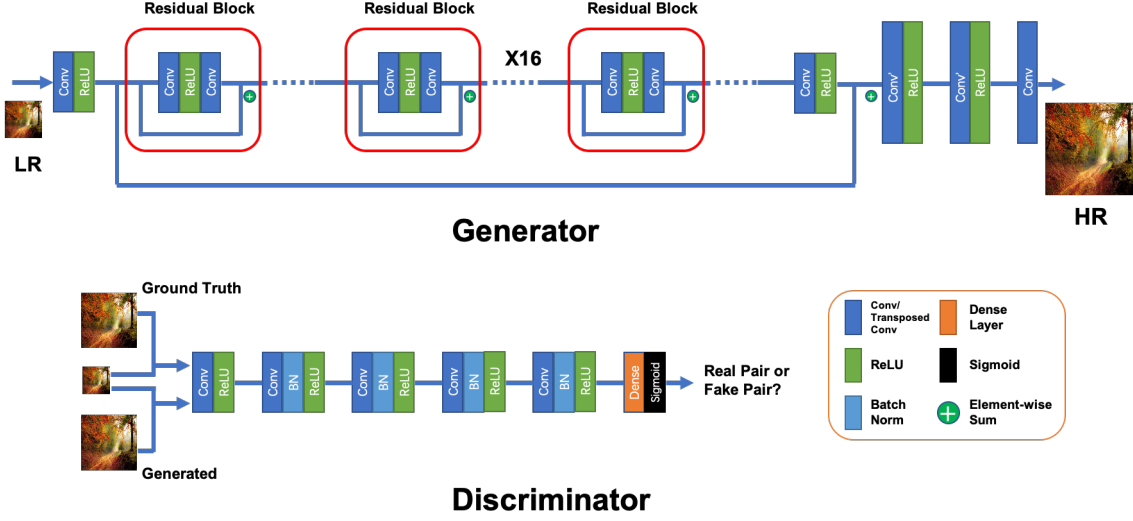 Residual Block
Residual Block
Residual Block
X16
Conv
ReLU
Conv
ReLU
Conv
Conv
ReLU
Conv
Conv
ReLU
Conv
Conv
ReLU
Conv'
ReLU
Conv'
ReLU
Conv
LR
HR
Generator
Ground Truth
Generated
Conv
ReLU
Conv
BN
ReLU
Conv
BN
ReLU
Conv
BN
ReLU
Conv
BN
ReLU
Dense
Sigmoid
Real Pair or
Fake Pair?
Conv/
Transposed
Conv
Dense
Layer
ReLU
Sigmoid
Batch
Norm
Element-wise
Sum
Discriminator